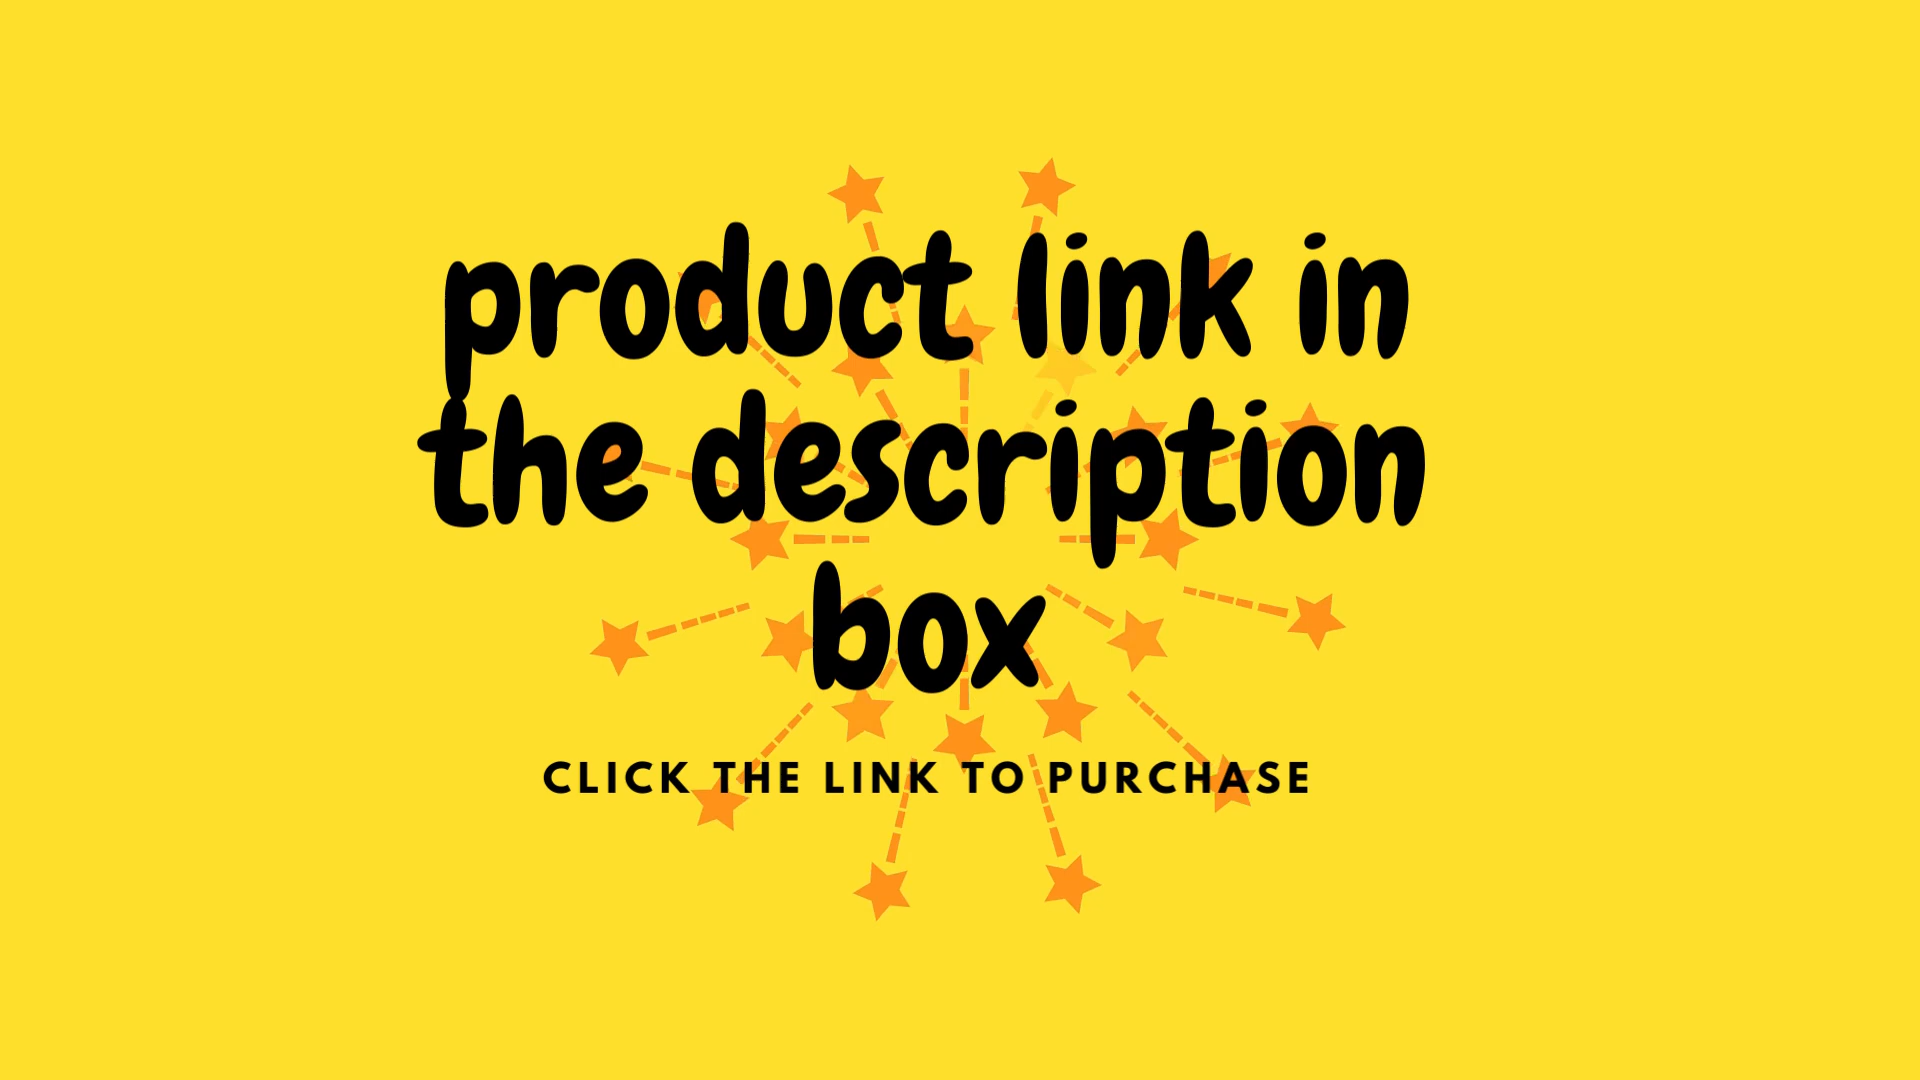 product link in
the description
box
CLICK THE LINK TO PURCHASE